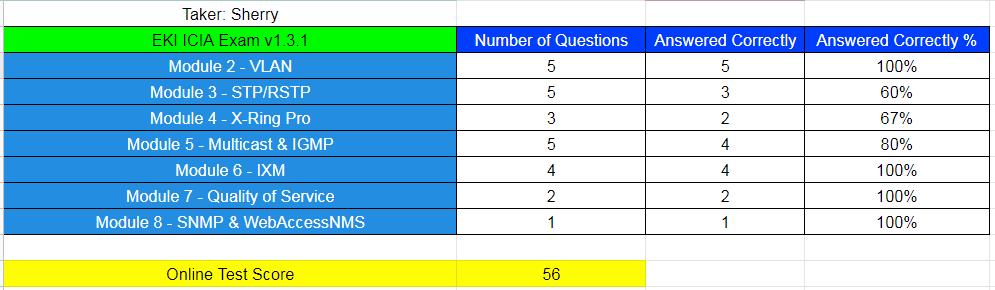 Taker: Sherry
EKI ICIA Exam v1.3.1 Number of Questions Answered Correctly Answered Correctly %
Module 2 - VLAN 5 5 100%
Module 3 - STP/RSTP 5 3 60%
Module 4 - X-Ring Pro 3 2 67%
Module 5 - Multicast & IGMP 5 4 80%
Module 6 - IXM 4 4 100%
Module 7 - Quality of Service 2 2 100%
Module 8 - SNMP & WebAccessNMS 1 1 100%
Online Test Score 56